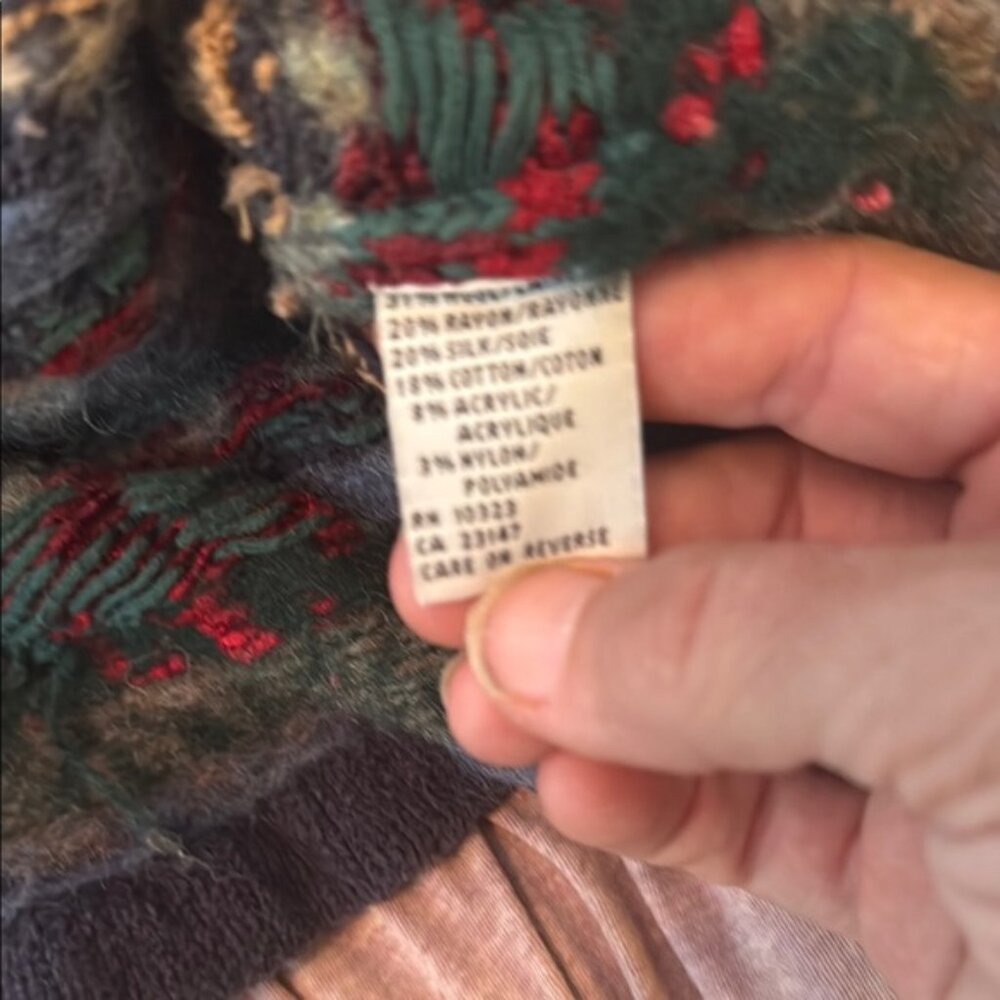 20% RAYON/RAYONNE
20% SILK/SOIE
18% COTTON/COTON
8% ACRYLIC/
ACRYLIQUE
3% NYLON/
POLYAMIDE
RN 10323
CA 23147
CARE ON REVERSE